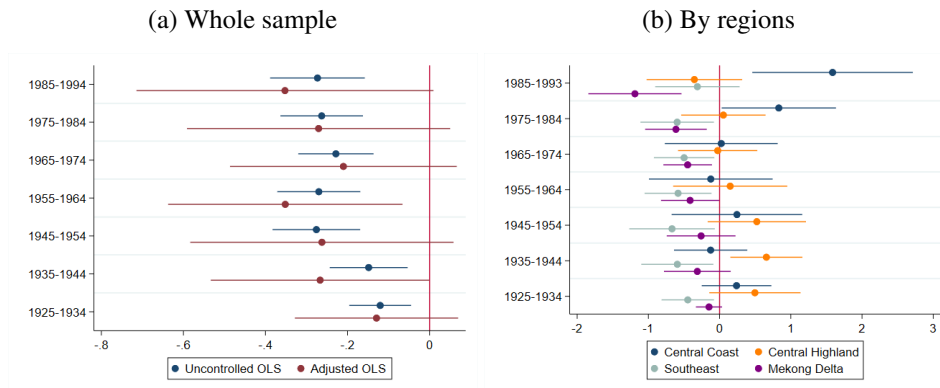 (a) Whole sample
1985-1994
1975-1984
1965-1974
1955-1964
1945-1954
1935-1944
1925-1934
-.8 -.6 -.4 -.2 0
Uncontrolled OLS Adjusted OLS
(b) By regions
1985-1993
1975-1984
1965-1974
1955-1964
1945-1954
1935-1944
1925-1934
-2 -1 0 1 2 3
Central Coast Central Highland
Southeast Mekong Delta